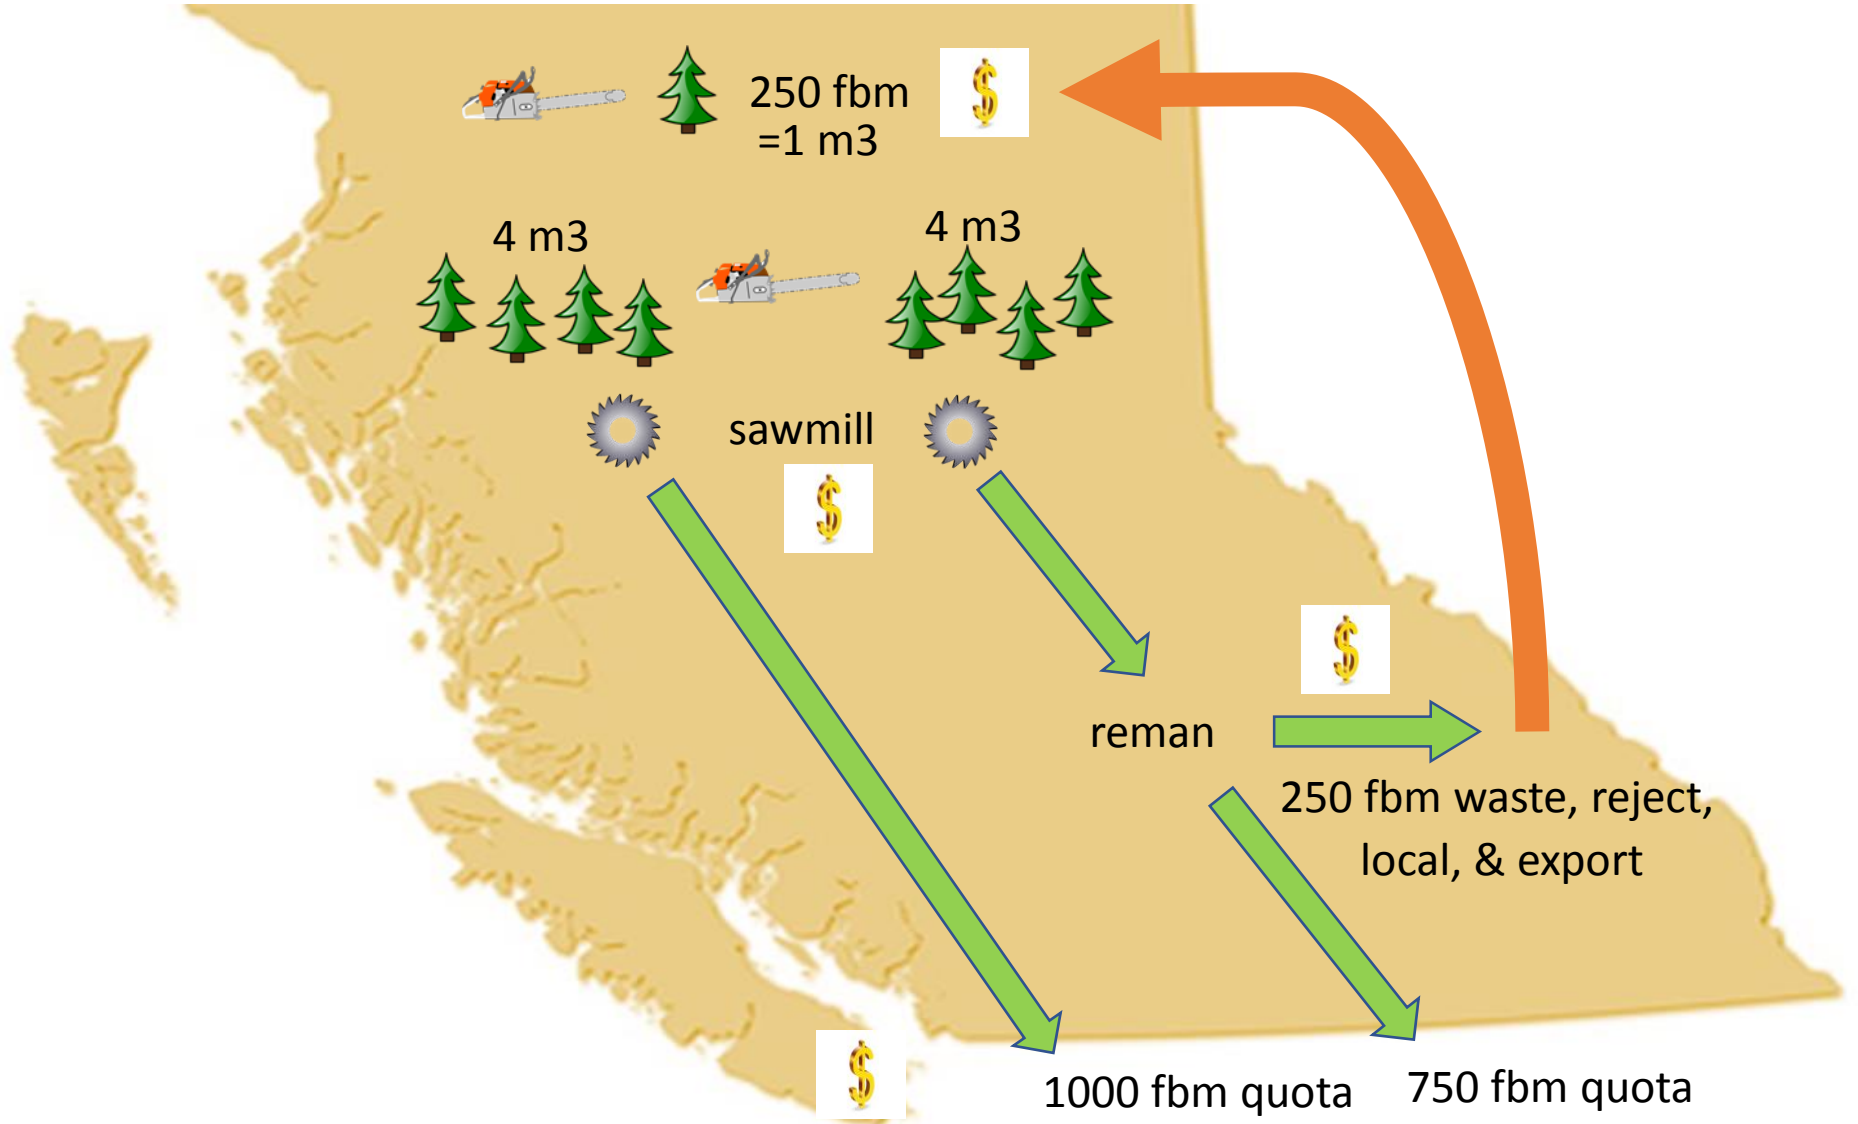 250 fbm
=1 m3
4 m3
4 m3
sawmill
reman
250 fbm waste, reject,
local, & export
1000 fbm quota
750 fbm quota